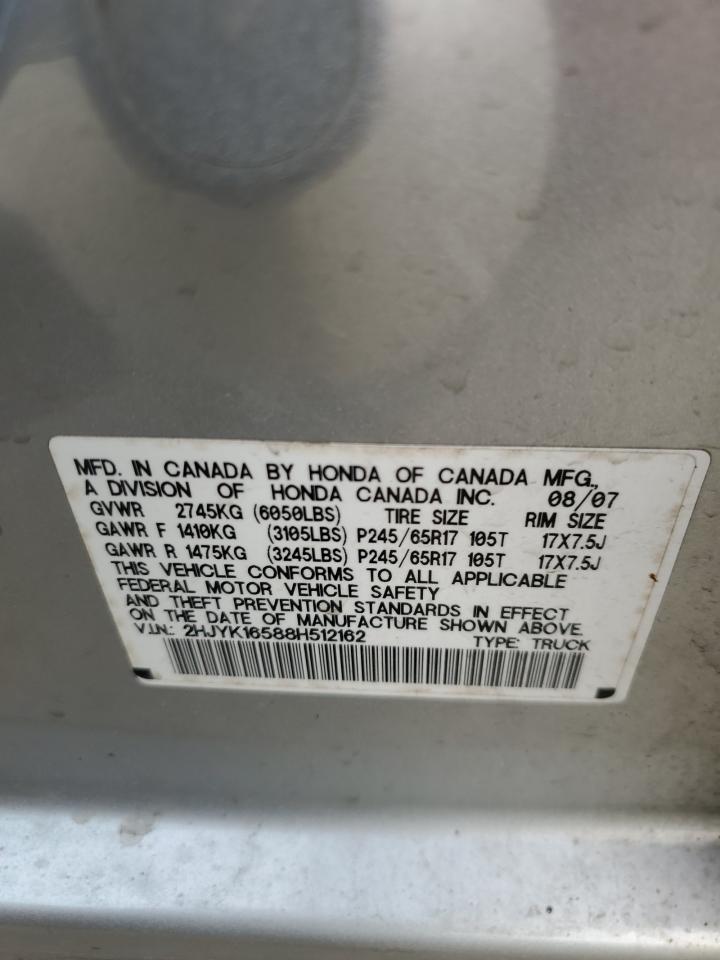 MFD. IN CANADA BY HONDA OF CANADA MFG.,
A DIVISION OF HONDA CANADA INC. 08/07
GVWR 2745KG (6050LBS) TIRE SIZE RIM SIZE
GAWR F 1410KG (3105LBS) P245/65R17 105T 17X7.5J
GAWR R 1475KG (3245LBS) P245/65R17 105T 17X7.5J
THIS VEHICLE CONFORMS TO ALL APPLICABLE
FEDERAL MOTOR VEHICLE SAFETY
AND THEFT PREVENTION STANDARDS IN EFFECT
ON THE DATE OF MANUFACTURE SHOWN ABOVE.
V.I.N.: 2HJYK16588H512162 TYPE: TRUCK